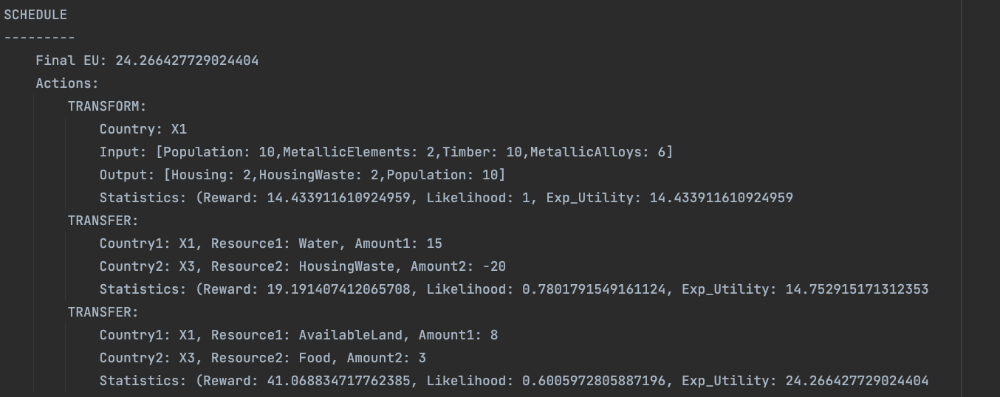 SCHEDULE
---------
Final EU: 24.266427729024404
Actions:
TRANSFORM:
Country: X1
Input: [Population: 10,MetallicElements: 2,Timber: 10,MetallicAlloys: 6]
Output: [Housing: 2,HousingWaste: 2,Population: 10]
Statistics: (Reward: 14.433911610924959, Likelihood: 1, Exp_Utility: 14.433911610924959
TRANSFER:
Country1: X1, Resource1: Water, Amount1: 15
Country2: X3, Resource2: HousingWaste, Amount2: -20
Statistics: (Reward: 19.191407412065708, Likelihood: 0.7801791549161124, Exp_Utility: 14.752915171312353
TRANSFER:
Country1: X1, Resource1: AvailableLand, Amount1: 8
Country2: X3, Resource2: Food, Amount2: 3
Statistics: (Reward: 41.068834717762385, Likelihood: 0.6005972805887196, Exp_Utility: 24.266427729024404